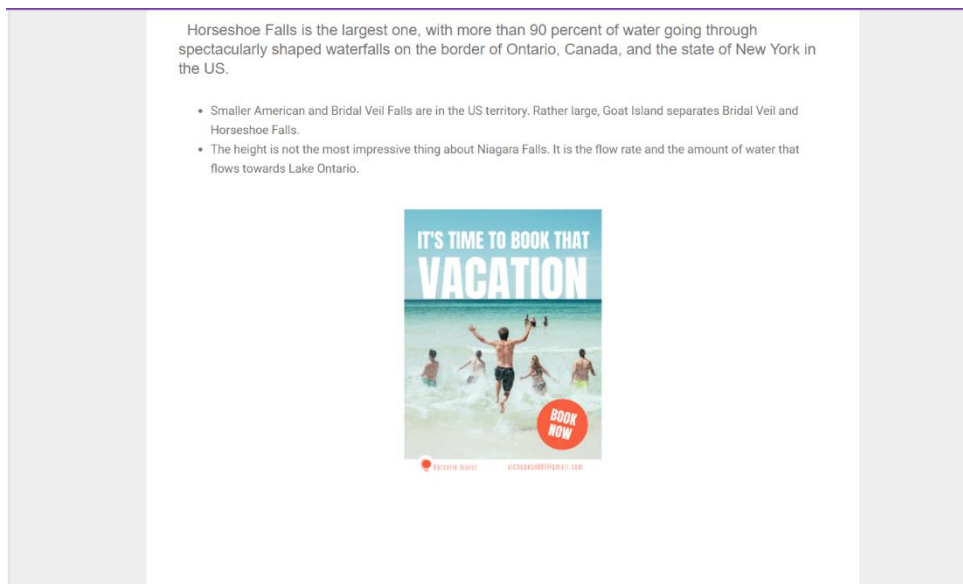 Horseshoe Falls is the largest one, with more than 90 percent of water going through
spectacularly shaped waterfalls on the border of Ontario, Canada, and the state of New York in
the US.
Smaller American and Bridal Veil Falls are in the US territory. Rather large, Goat Island separates Bridal Veil and
Horseshoe Falls.
The height is not the most impressive thing about Niagara Falls. It is the flow rate and the amount of water that
flows towards Lake Ontario.
IT'S TIME TO BOOK THAT
VACATION
BOOK
NOW